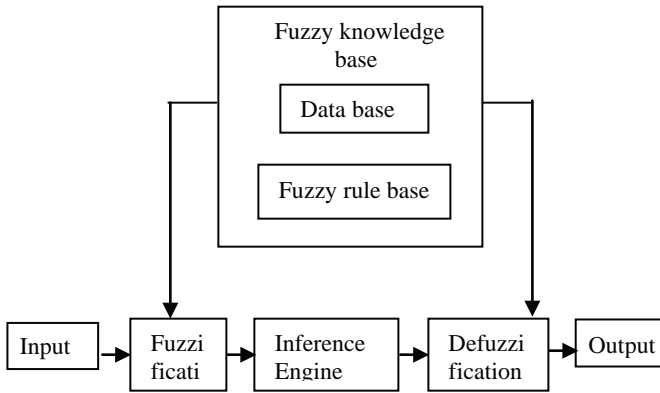 Fuzzy knowledge
base
Data base
Fuzzy rule base
Input
Fuzzi
ficati
Inference
Engine
Defuzzi
fication
Output